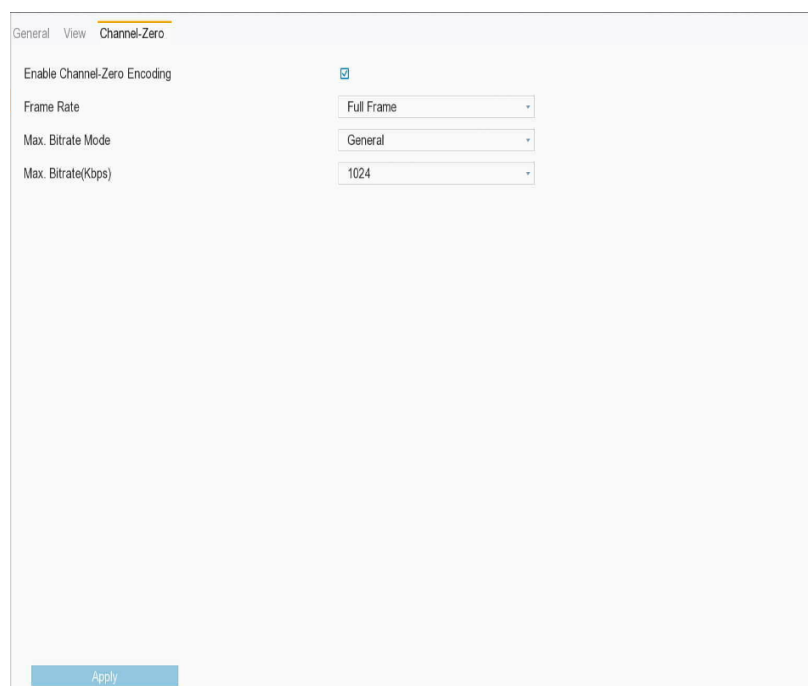 General View Channel-Zero
Enable Channel-Zero Encoding
Frame Rate Full Frame
Max. Bitrate Mode General
Max. Bitrate(Kbps) 1024
Apply